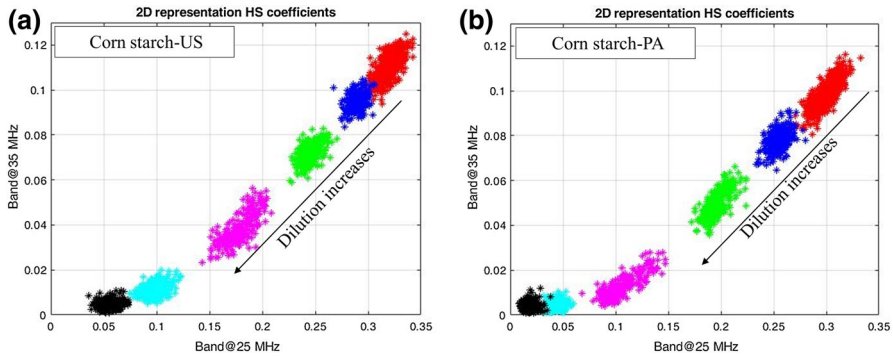 (a)
2D representation HS coefficients
Corn starch-US
0.12
0.1
0.08
0.06
0.04
0.02
0
Band@35 MHz
Dilution increases
0
0.05
0.1
0.15
0.2
0.25
0.3
0.35
Band@25 MHz
(b)
2D representation HS coefficients
Corn starch-PA
0.12
0.1
0.08
0.06
0.04
0.02
0
Band@35 MHz
Dilution increases
0
0.05
0.1
0.15
0.2
0.25
0.3
0.35
Band@25 MHz